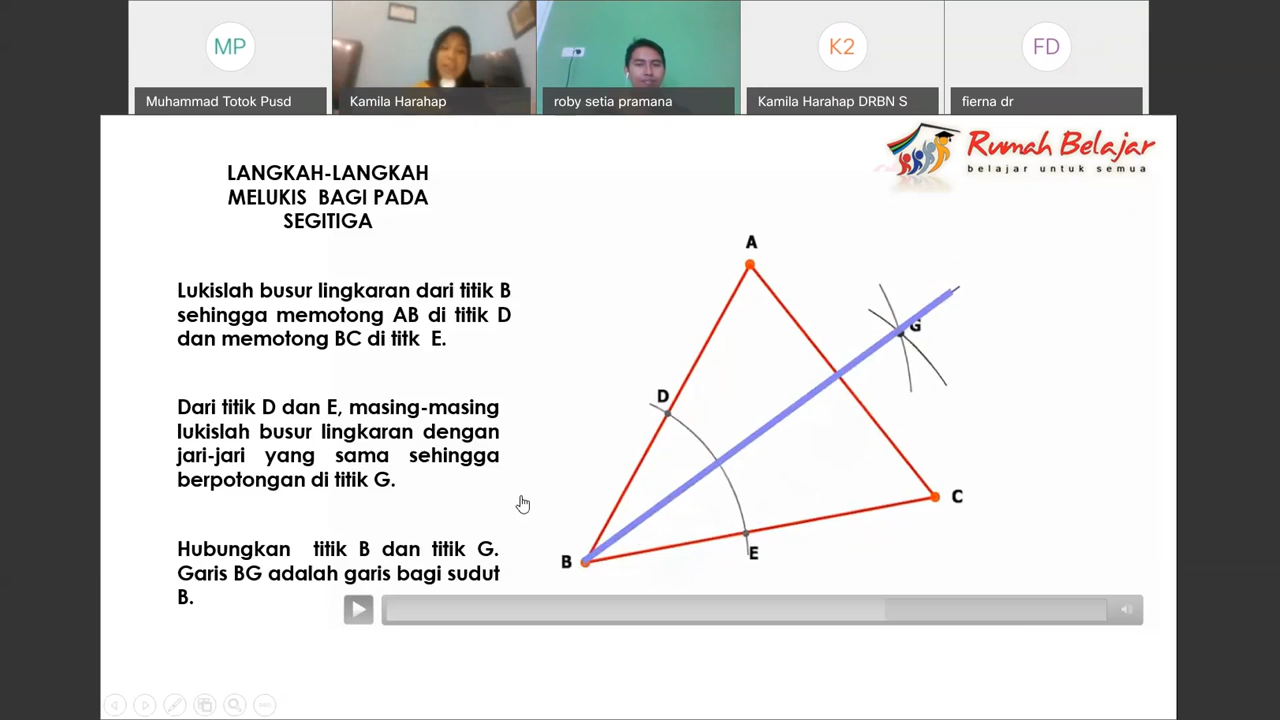 MP
K2
FD
Muhammad Totok Pusd
Kamila Harahap
roby setia pramana
Kamila Harahap DRBN S
fierna dr
Rumah Belajar
belajar untuk semua
LANGKAH-LANGKAH
MELUKIS BAGI PADA
SEGITIGA
Lukislah busur lingkaran dari titik B
sehingga memotong AB di titik D
dan memotong BC di titk E.
Dari titik D dan E, masing-masing
lukislah busur lingkaran dengan
jari-jari yang sama sehingga
berpotongan di titik G.
Hubungkan titik B dan titik G.
Garis BG adalah garis bagi sudut
B.
A
G
D
C
E
B